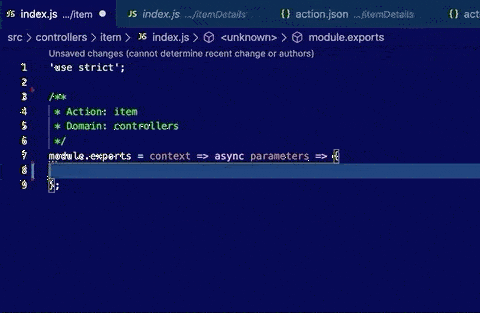 index.js .../item ● index.js .../itemDetails {} action.json .../itemDetails {} act
src > controllers > item > JS index.js > <unknown> > module.exports
Unsaved changes (cannot determine recent change or authors)
1 'use strict';
2
3 /**
4 * Action: item
5 * Domain: controllers
6 */
7 module.exports = context => async parameters => {
8
9 };